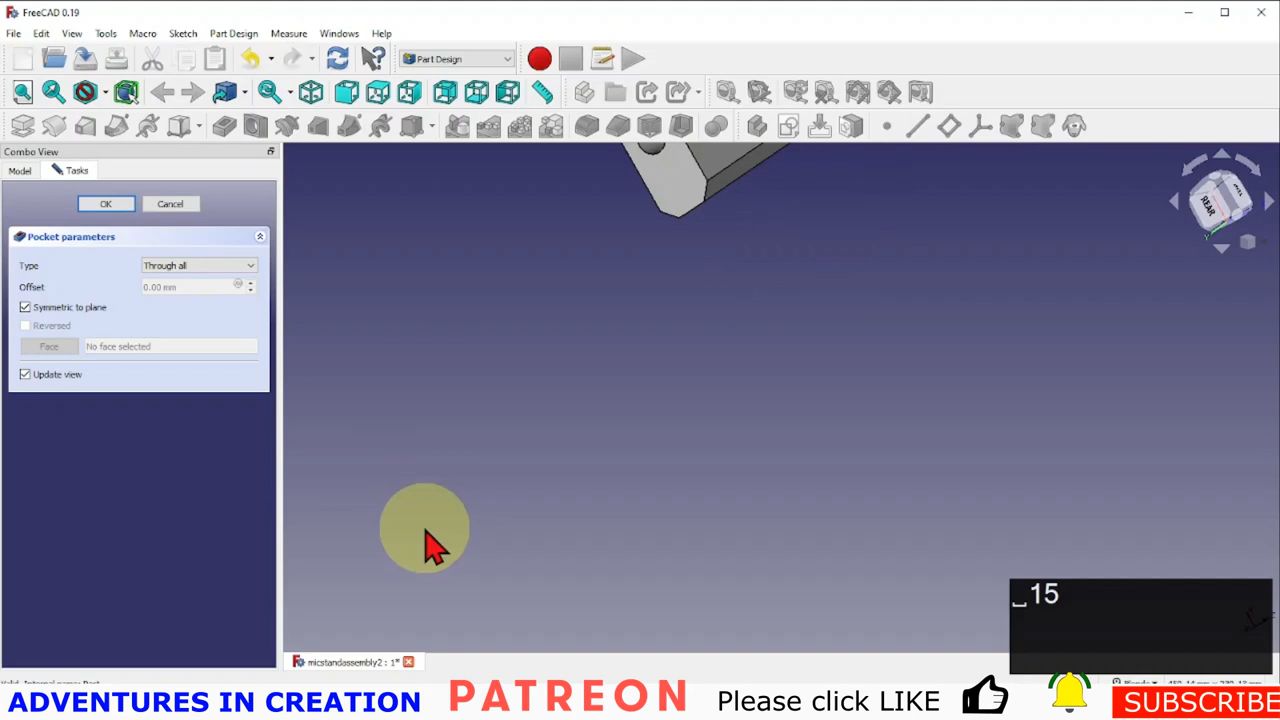 FreeCAD 0.19
File Edit View Tools Macro Sketch Part Design Measure Windows Help
Part Design
Combo View
Model Tasks
OK Cancel
Pocket parameters
Type Through all
Offset 0.00 mm
Symmetric to plane
Reversed
Face No face selected
Update view
REAR
Y
␣15
micstandassembly2 : 1*
ADVENTURES IN CREATION PATREON Please click LIKE SUBSCRIBE